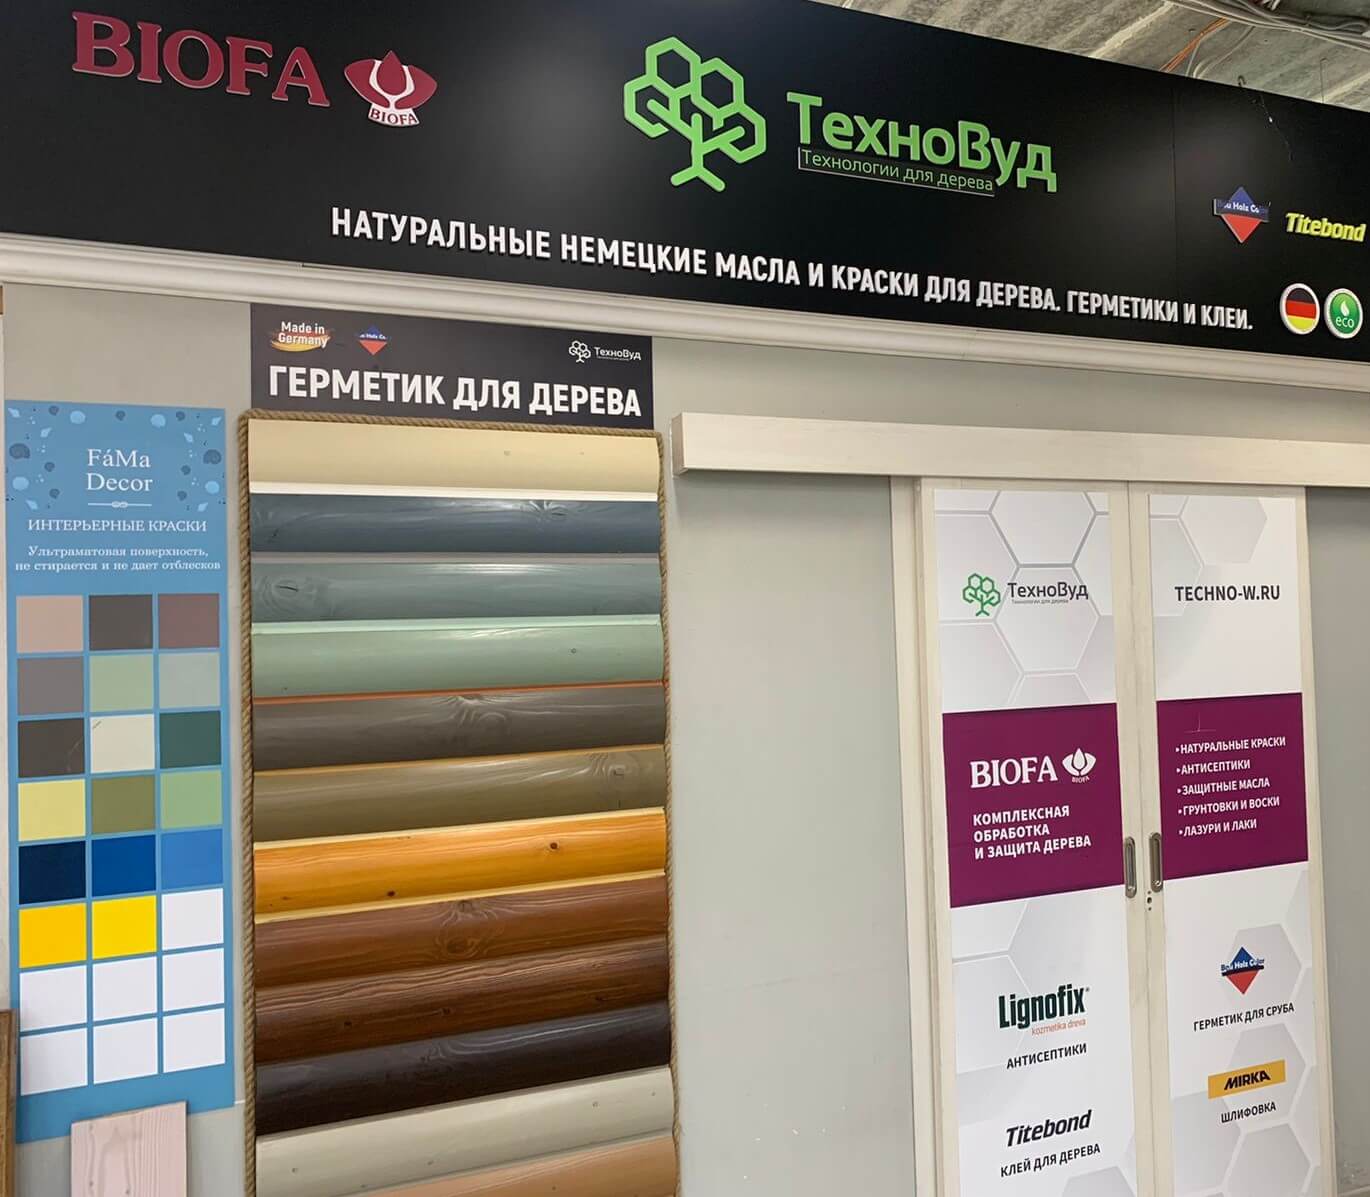 BIOFA
BIOFA
ТехноВуд
Технологии для дерева
Titebond
НАТУРАЛЬНЫЕ НЕМЕЦКИЕ МАСЛА И КРАСКИ ДЛЯ ДЕРЕВА. ГЕРМЕТИКИ И КЛЕИ.
eco
Made in
Germany
ТехноВуд
ГЕРМЕТИК ДЛЯ ДЕРЕВА
FáMa
Decor
ИНТЕРЬЕРНЫЕ КРАСКИ
Ультраматовая поверхность,
не стирается и не дает отблесков
ТехноВуд
Технологии для дерева
BIOFA
BIOFA
КОМПЛЕКСНАЯ
ОБРАБОТКА
И ЗАЩИТА ДЕРЕВА
Lignofix
kozmetika dreva
АНТИСЕПТИКИ
Titebond
КЛЕЙ ДЛЯ ДЕРЕВА
TECHNO-W.RU
•НАТУРАЛЬНЫЕ КРАСКИ
•АНТИСЕПТИКИ
•ЗАЩИТНЫЕ МАСЛА
•ГРУНТОВКИ И ВОСКИ
•ЛАЗУРИ И ЛАКИ
Holz
ГЕРМЕТИК ДЛЯ СРУБА
MIRKA
ШЛИФОВКА